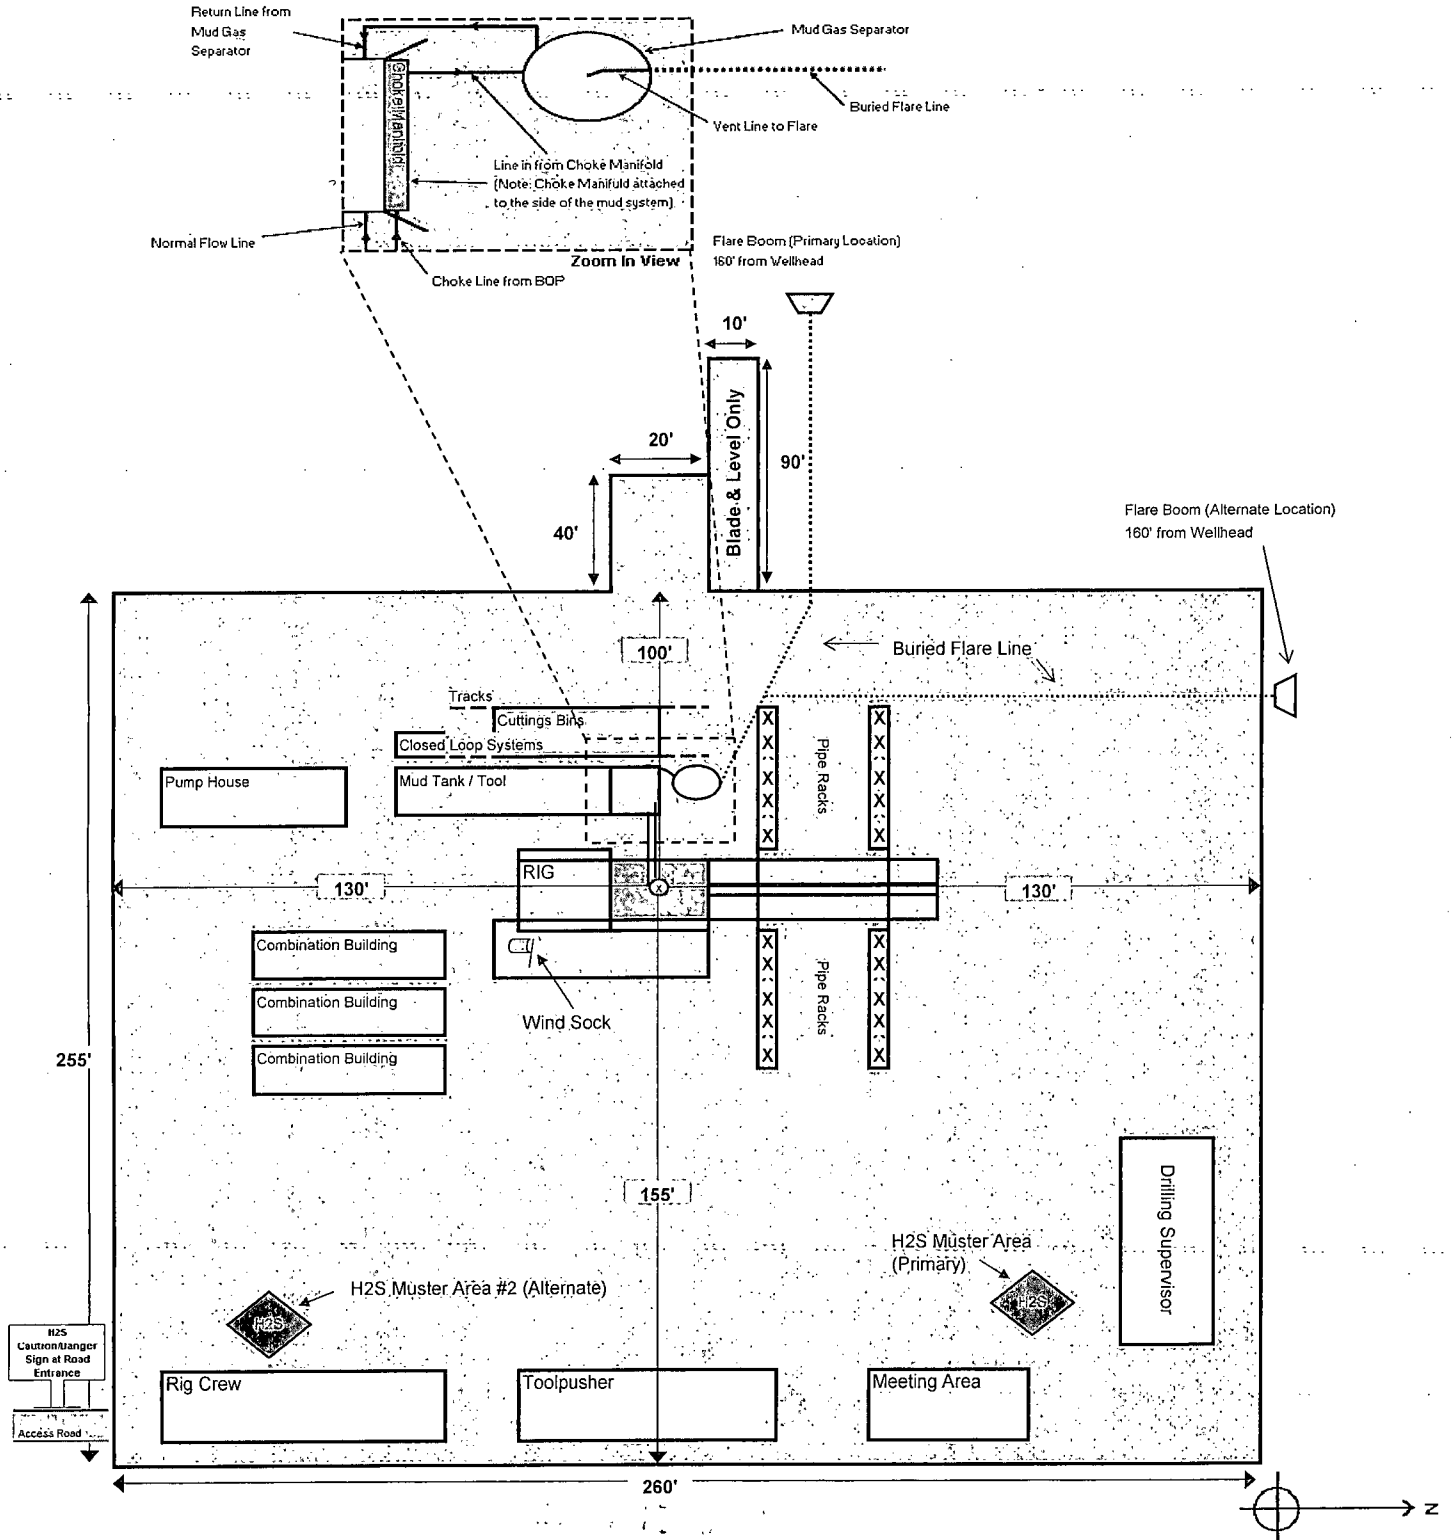 Return Line from
Mud Gas
Separator
Mud Gas Separator
Buried Flare Line
Vent Line to Flare
Choke Manifold
Line in from Choke Manifold
(Note: Choke Manifuld attached
to the side of the mud system)
Normal Flow Line
Choke Line from BOP
Zoom In View
Flare Boom (Primary Location)
160' from Wellhead
10'
Blade & Level Only
90'
20'
40'
Flare Boom (Alternate Location)
160' from Wellhead
100'
Buried Flare Line
Tracks
Cuttings Bins
Closed Loop Systems
Mud Tank / Tool
Pump House
X
X
X
X
X
Pipe Racks
X
X
X
X
X
RIG
130'
x
130'
Combination Building
Combination Building
Combination Building
Wind Sock
X
X
X
X
X
Pipe Racks
X
X
X
X
X
255'
155'
Drilling Supervisor
H2S Muster Area
(Primary)
H2S
H2S Muster Area #2 (Alternate)
H2S
H2S
Caution/Danger
Sign at Road
Entrance
Access Road
Rig Crew
Toolpusher
Meeting Area
260'
N